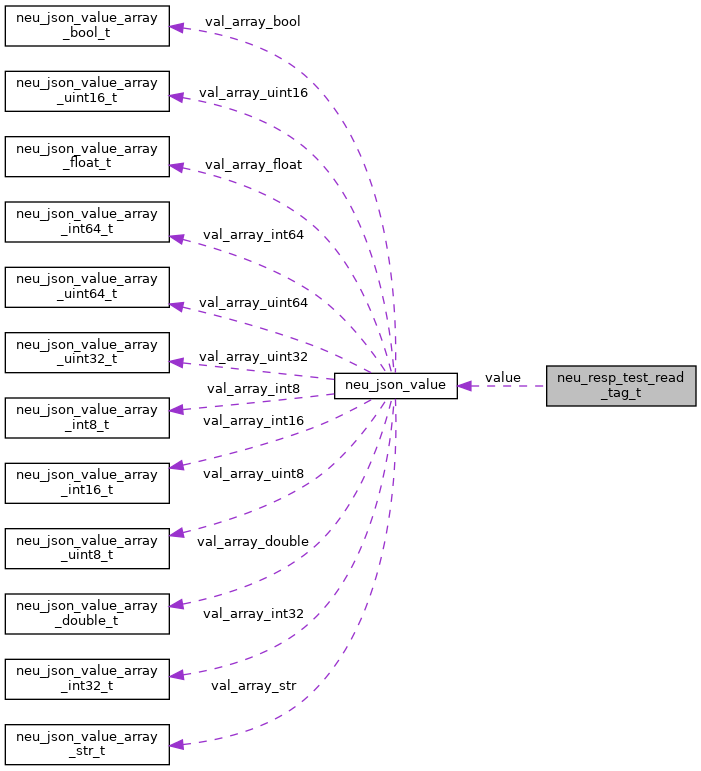 neu_json_value_array
_bool_t
val_array_bool
neu_json_value_array
_uint16_t
val_array_uint16
neu_json_value_array
_float_t
val_array_float
neu_json_value_array
_int64_t
val_array_int64
neu_json_value_array
_uint64_t
val_array_uint64
neu_json_value_array
_uint32_t
val_array_uint32
neu_json_value_array
_int8_t
val_array_int8
neu_json_value_array
_int16_t
val_array_int16
neu_json_value_array
_uint8_t
val_array_uint8
neu_json_value_array
_double_t
val_array_double
neu_json_value_array
_int32_t
val_array_int32
neu_json_value_array
_str_t
val_array_str
neu_json_value
value
neu_resp_test_read
_tag_t